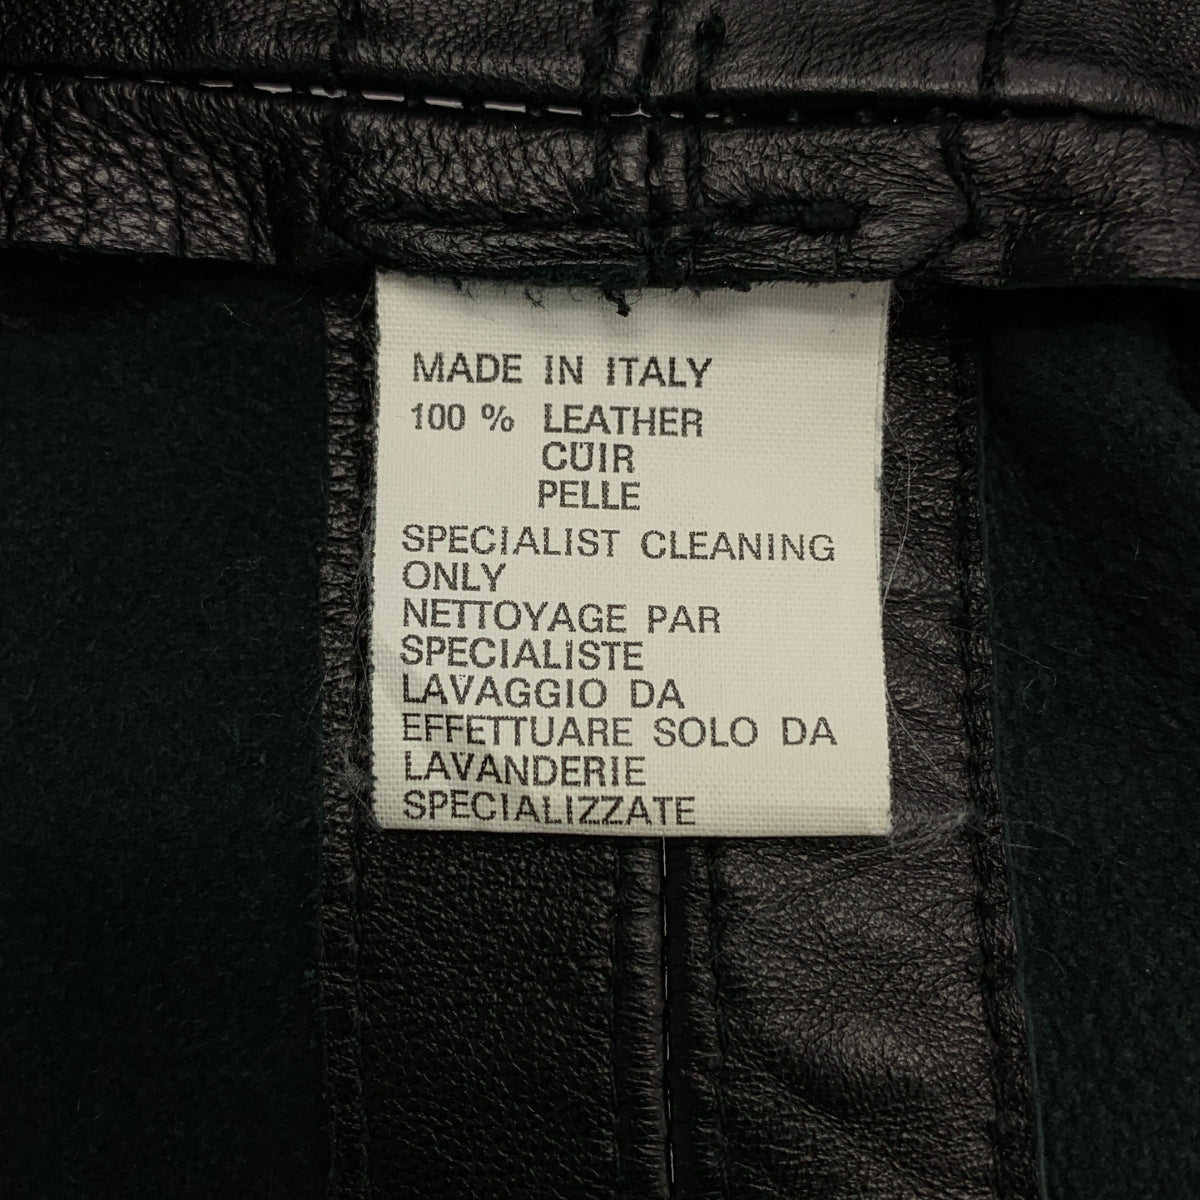 MADE IN ITALY
100 % LEATHER
CUIR
PELLE
SPECIALIST CLEANING
ONLY
NETTOYAGE PAR
SPECIALISTE
LAVAGGIO DA
EFFETTUARE SOLO DA
LAVANDERIE
SPECIALIZZATE